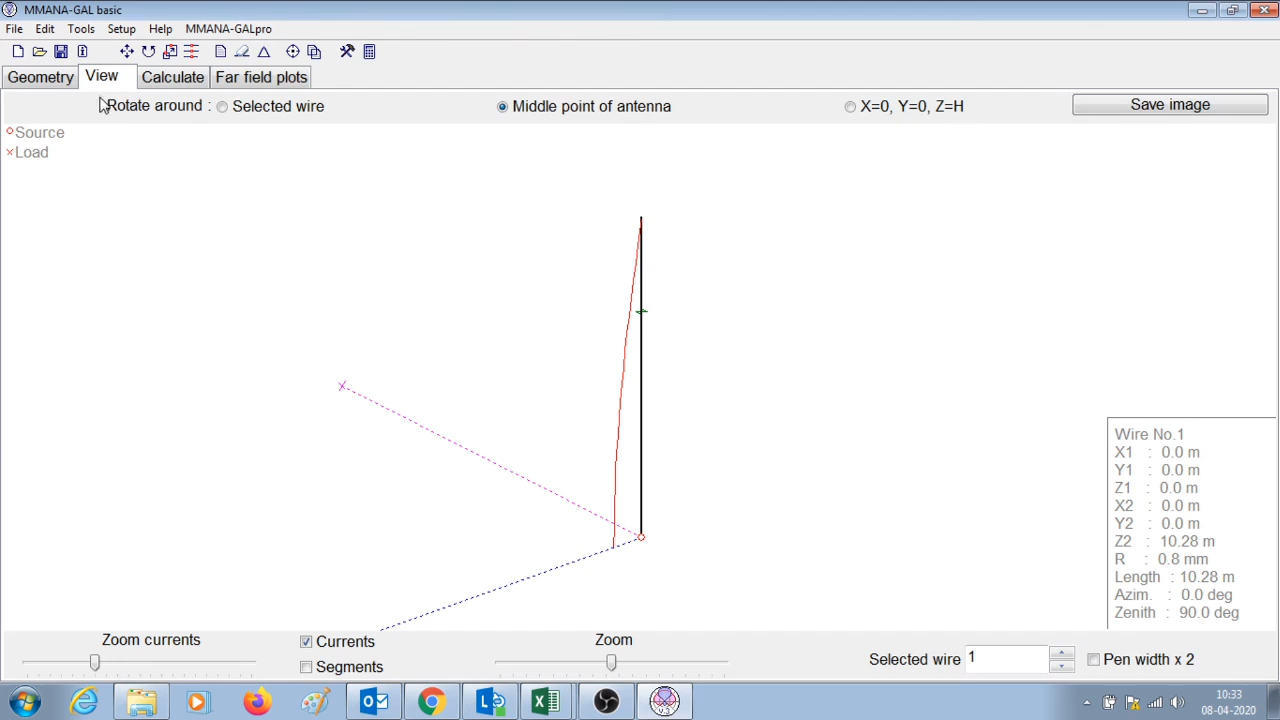 MMANA-GAL basic
File Edit Tools Setup Help MMANA-GALpro
Geometry View Calculate Far field plots
Rotate around : Selected wire Middle point of antenna X=0, Y=0, Z=H Save image
Source
Load
Wire No.1
X1 : 0.0 m
Y1 : 0.0 m
Z1 : 0.0 m
X2 : 0.0 m
Y2 : 0.0 m
Z2 : 10.28 m
R : 0.8 mm
Length : 10.28 m
Azim. : 0.0 deg
Zenith : 90.0 deg
Zoom currents Currents Zoom
Segments Selected wire 1 Pen width x 2
10:33
08-04-2020